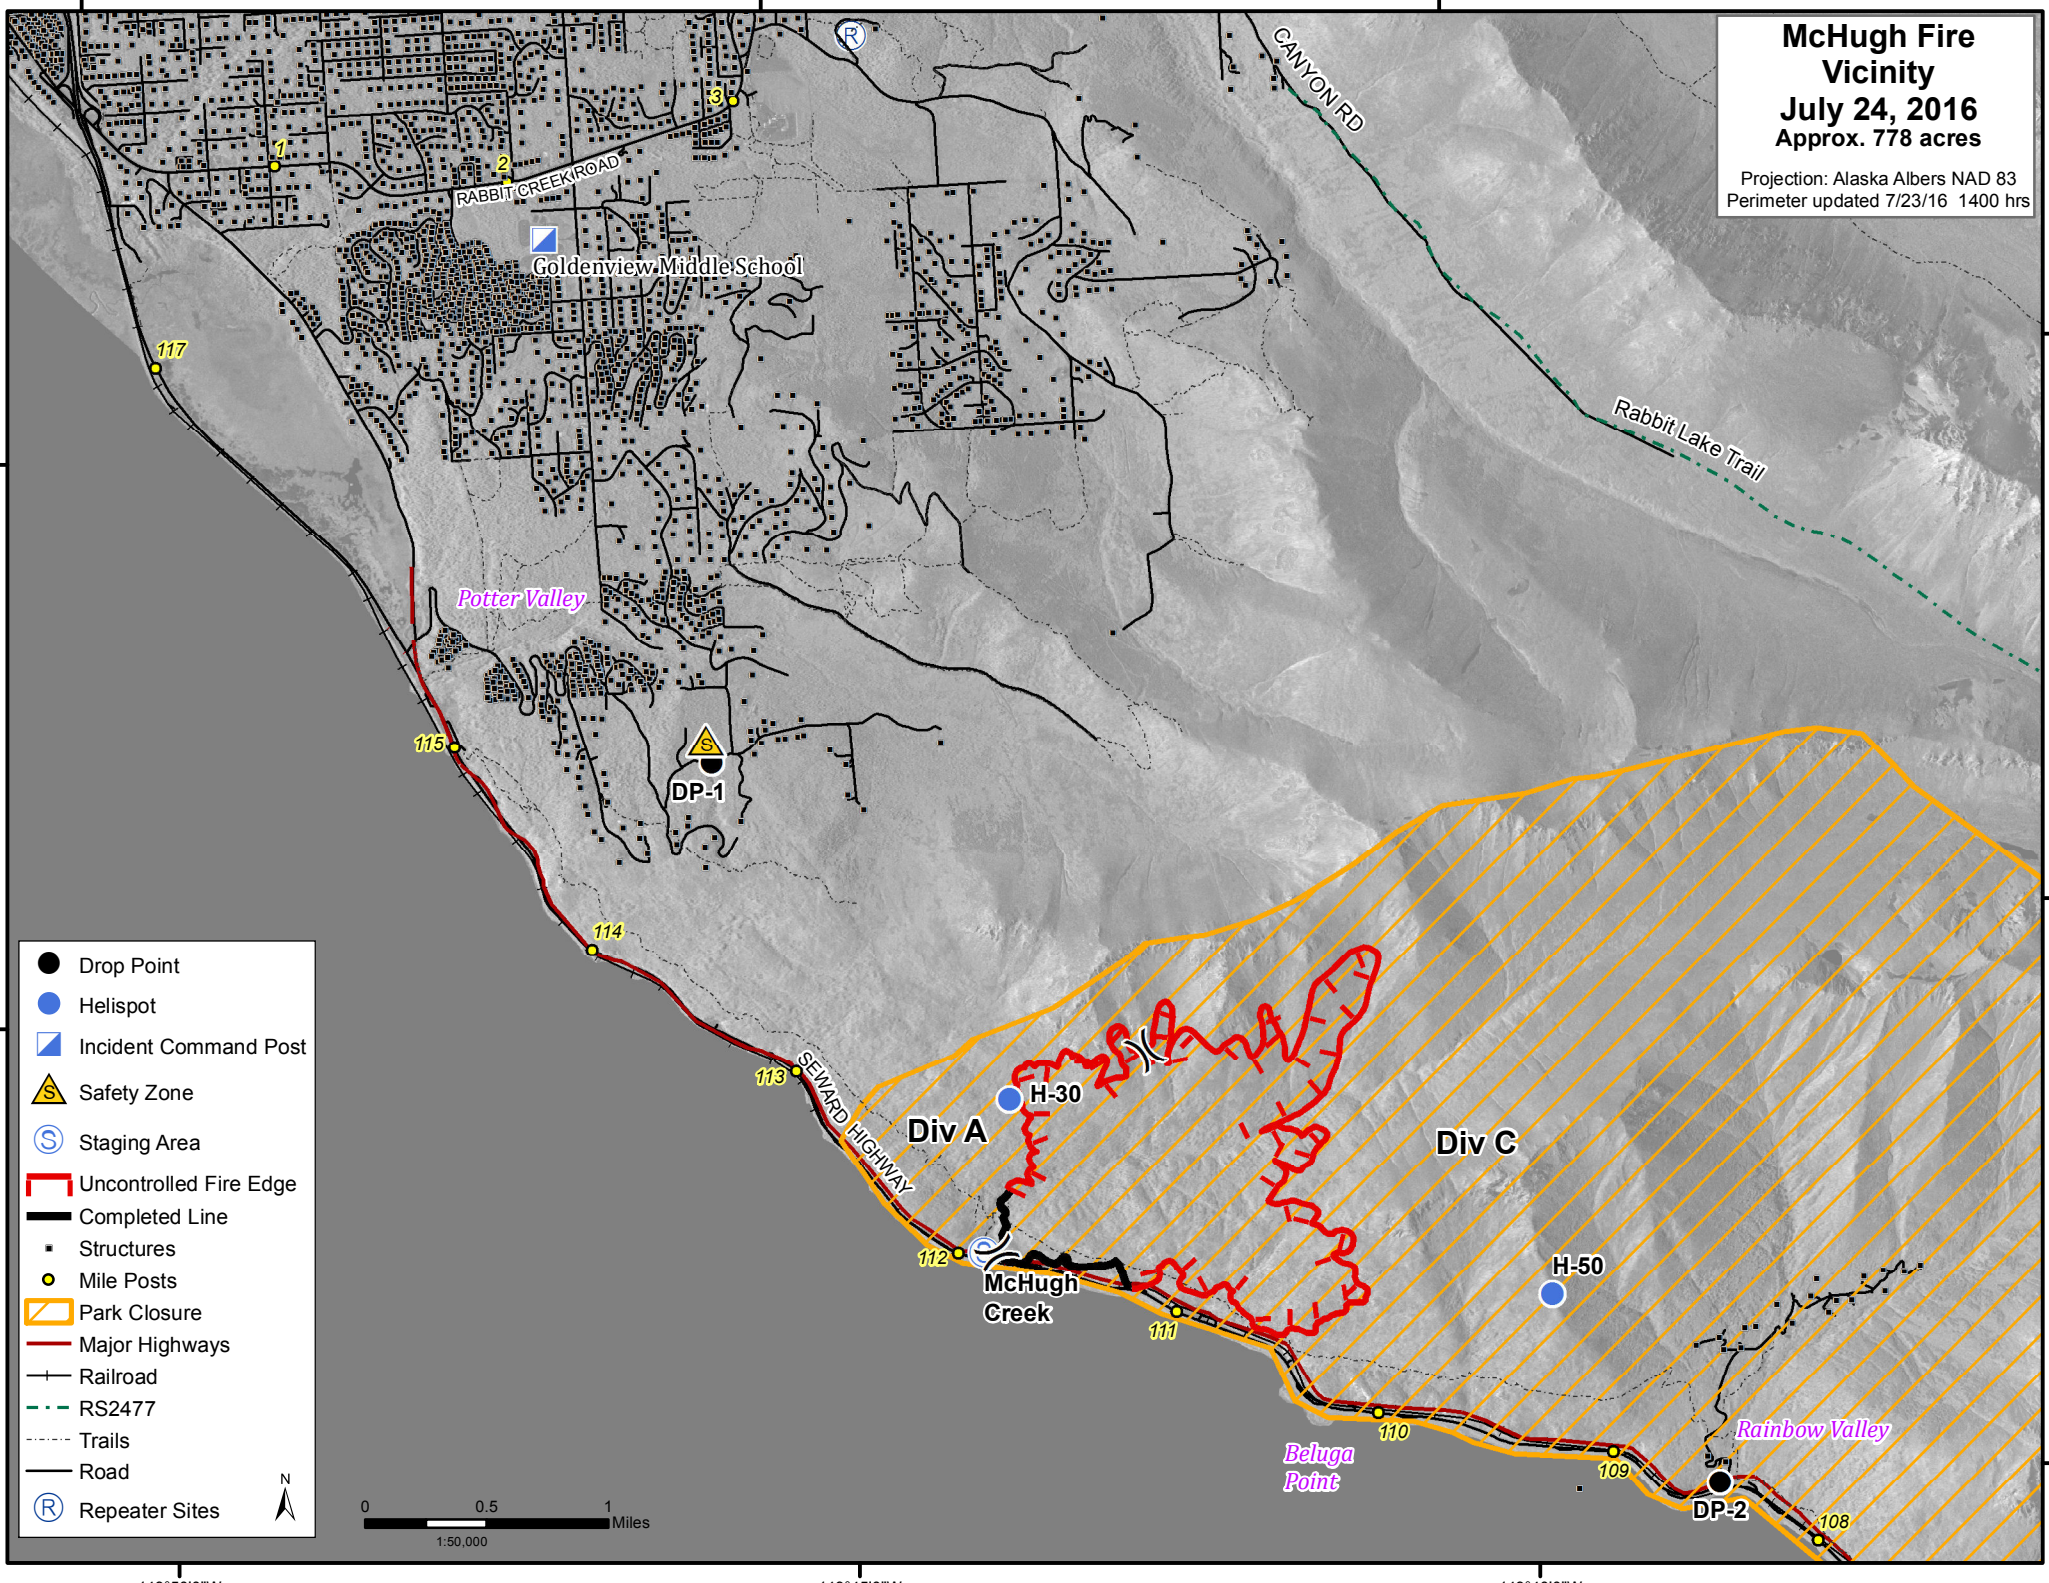 McHugh Fire
Vicinity
July 24, 2016
Approx. 778 acres
Projection: Alaska Albers NAD 83
Perimeter updated 7/23/16 1400 hrs
R
CANYON RD
3
1
2
RABBIT CREEK ROAD
Goldenview Middle School
117
Rabbit Lake Trail
Potter Valley
115
S
DP-1
114
113
SEWARD HIGHWAY
H-30
Div A
Div C
112
S
McHugh
Creek
111
H-50
110
Beluga
Point
109
Rainbow Valley
DP-2
108
Drop Point
Helispot
Incident Command Post
S Safety Zone
S Staging Area
Uncontrolled Fire Edge
Completed Line
Structures
Mile Posts
Park Closure
Major Highways
Railroad
RS2477
Trails
Road
R Repeater Sites
N
0 0.5 1
Miles
1:50,000